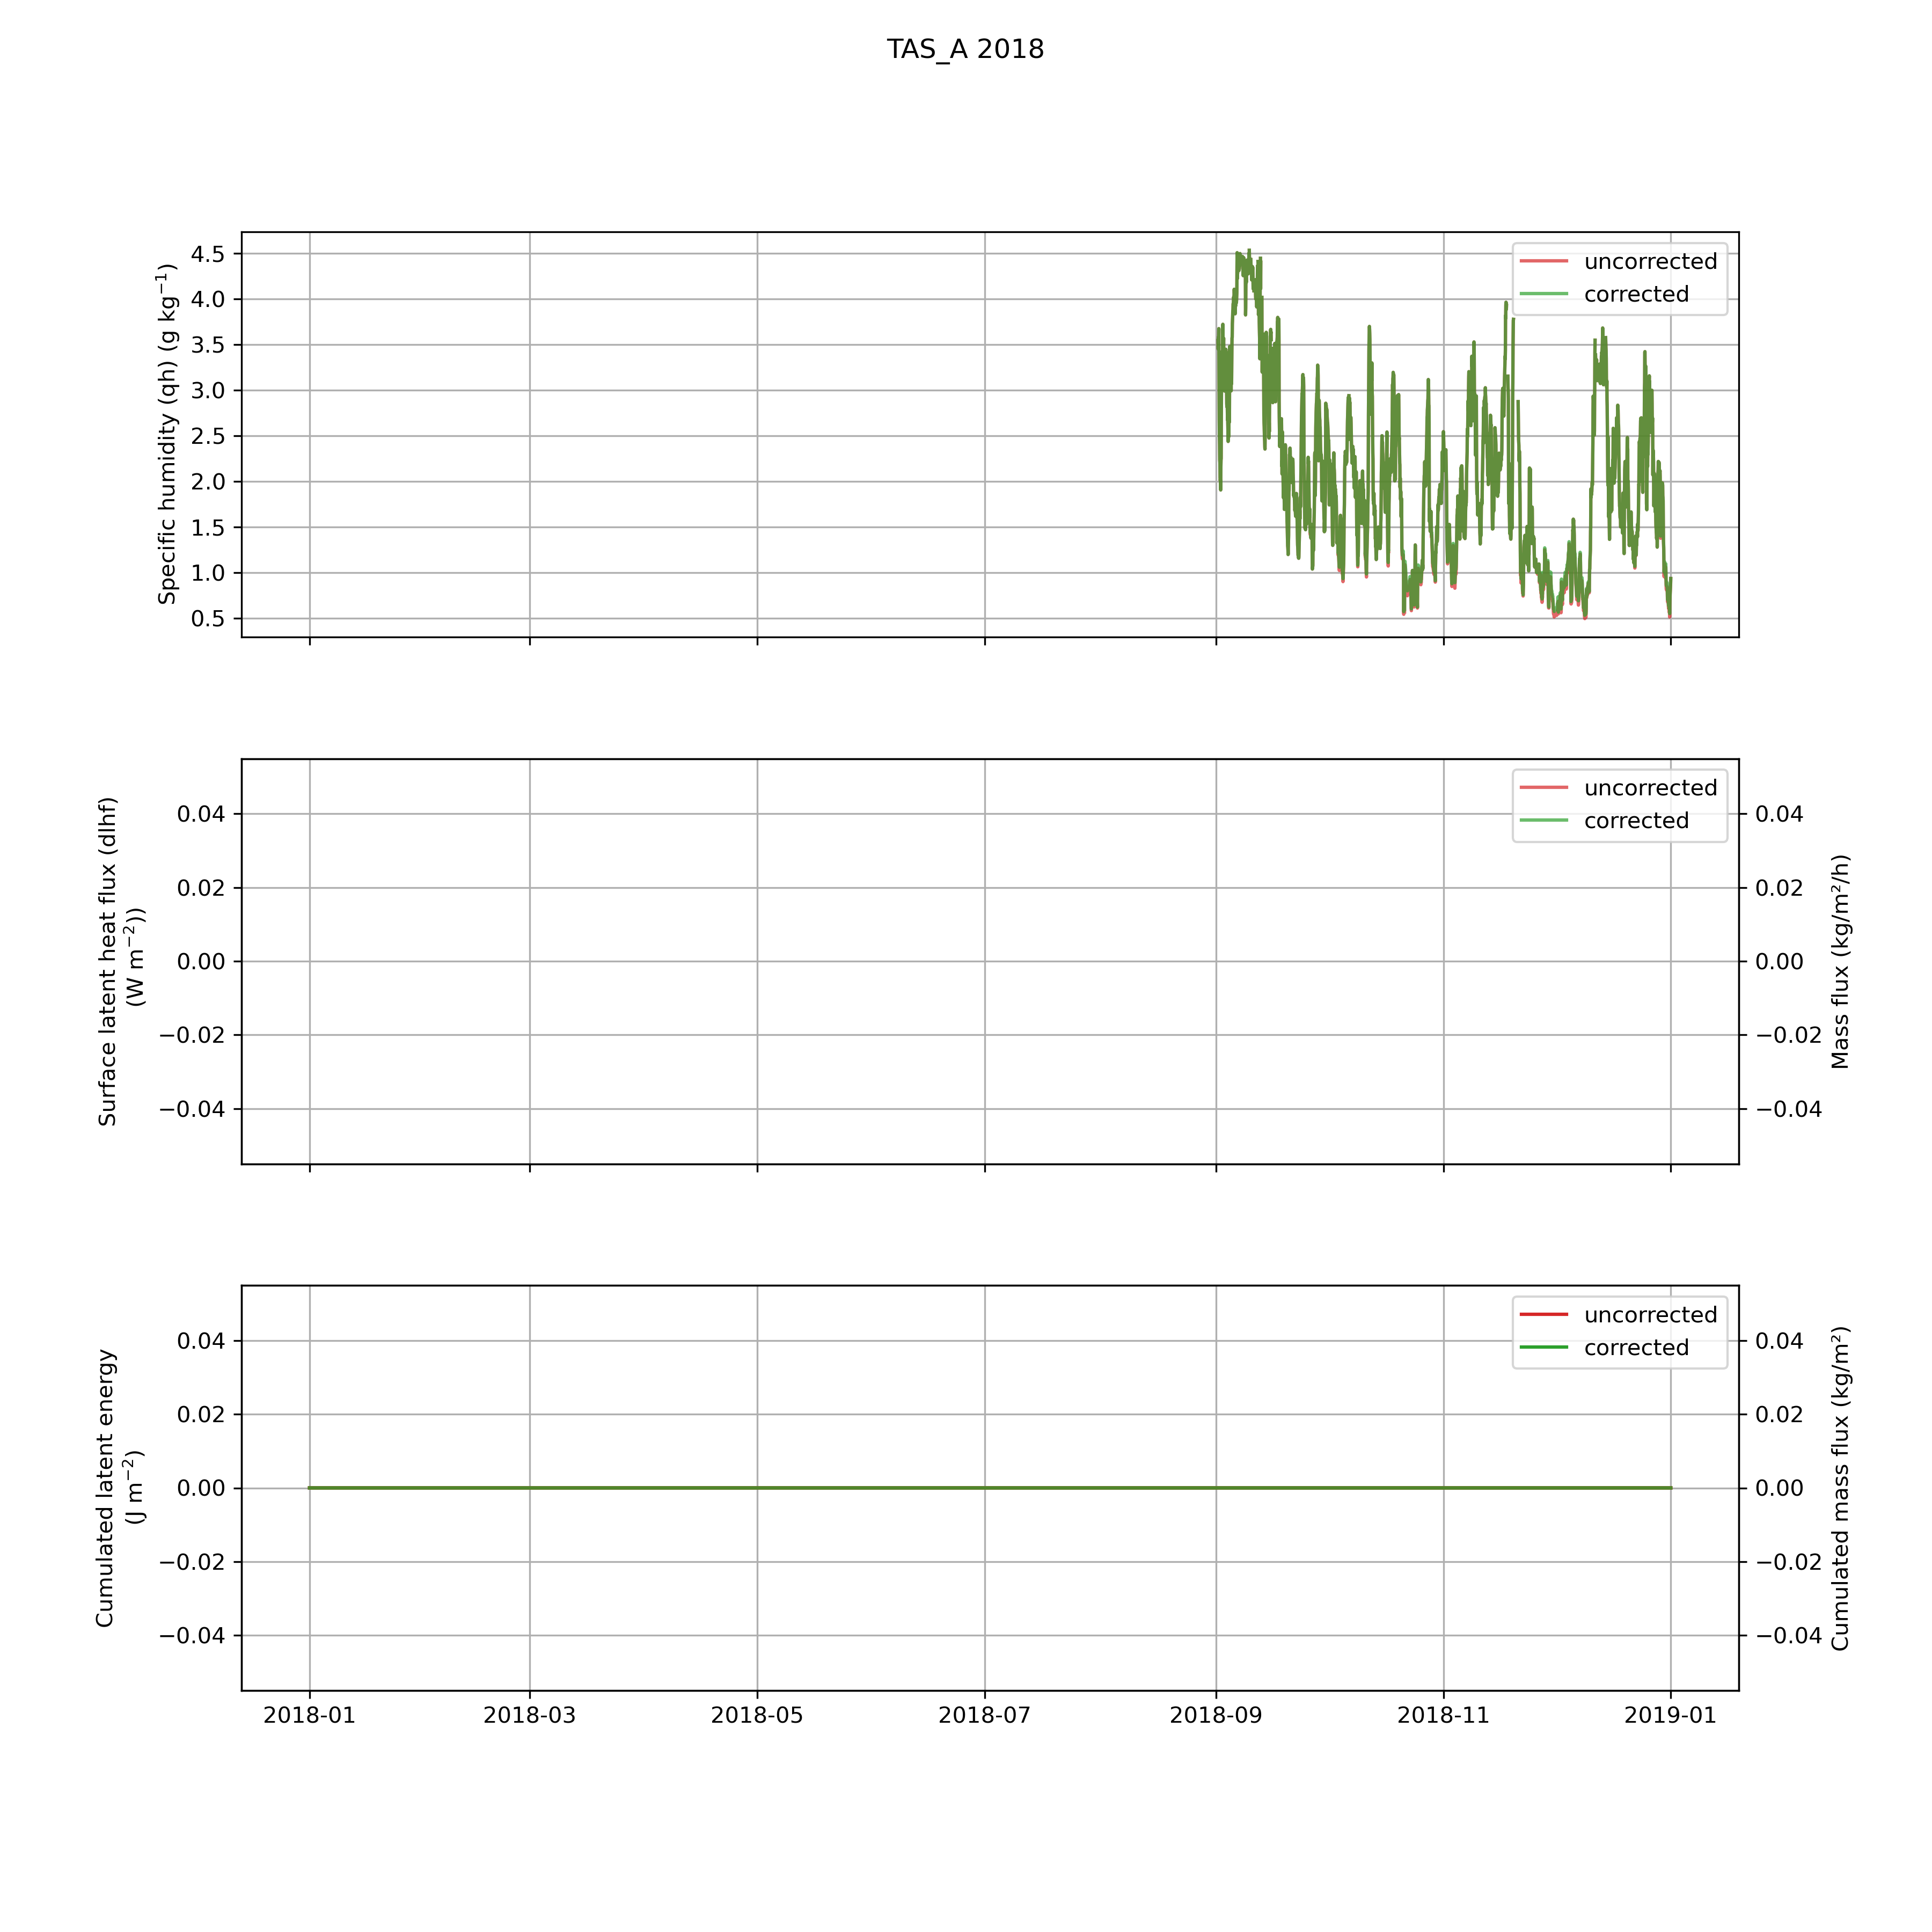 TAS_A 2018
Specific humidity (qh) (g kg⁻¹)
4.5
4.0
3.5
3.0
2.5
2.0
1.5
1.0
0.5
uncorrected
corrected
Surface latent heat flux (dlhf)
(W m⁻²))
0.04
0.02
0.00
−0.02
−0.04
uncorrected
corrected
0.04
0.02
0.00
−0.02
−0.04
Mass flux (kg/m²/h)
Cumulated latent energy
(J m⁻²)
0.04
0.02
0.00
−0.02
−0.04
uncorrected
corrected
0.04
0.02
0.00
−0.02
−0.04
Cumulated mass flux (kg/m²)
2018-01 2018-03 2018-05 2018-07 2018-09 2018-11 2019-01